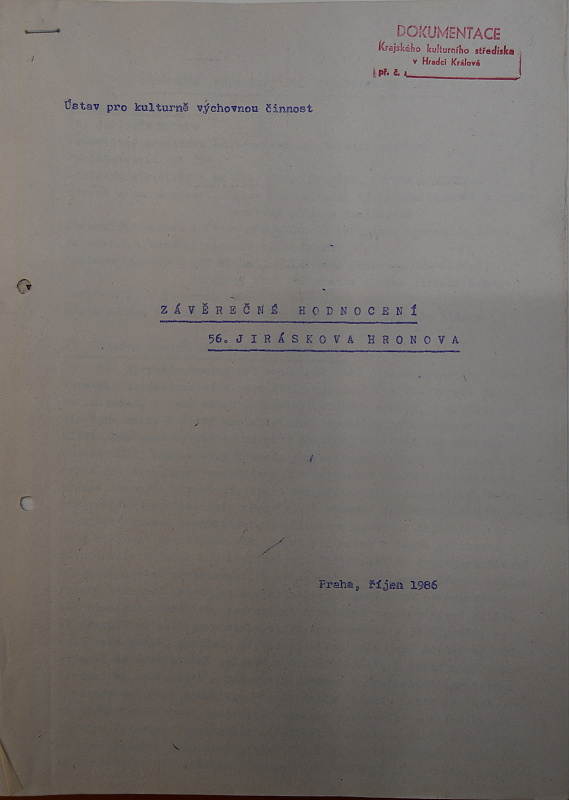 DOKUMENTACE
Krajského kulturního střediska
v Hradci Králové
př. č.
Ústav pro kulturně výchovnou činnost
ZÁVĚREČNÉ HODNOCENÍ
56. JIRÁSKOVA HRONOVA
Praha, říjen 1986